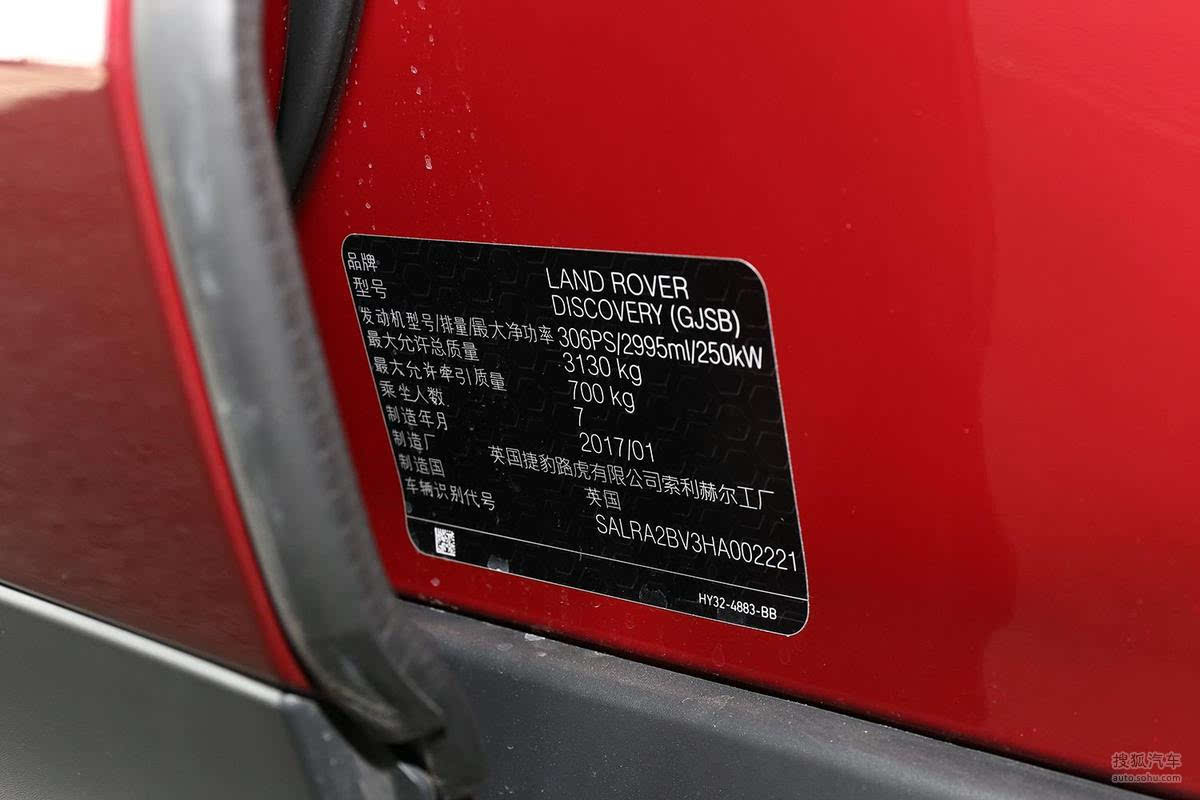 品牌 LAND ROVER
型号 DISCOVERY (GJSB)
发动机型号/排量/最大净功率 306PS/2995ml/250kW
最大允许总质量 3130 kg
最大允许牵引质量 700 kg
乘坐人数 7
制造年月 2017/01
制造厂 英国捷豹路虎有限公司索利赫尔工厂
制造国 英国
车辆识别代号 SALRA2BV3HA002221
HY32-4883-BB
搜狐汽车
auto.sohu.com